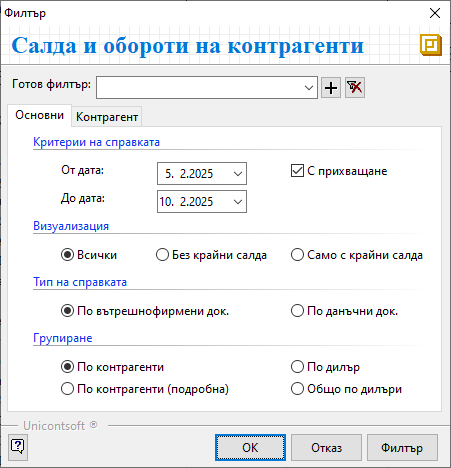 Филтър
Салда и обороти на контрагенти
Готов филтър:
Основни Контрагент
Критерии на справката
От дата: 5. 2.2025 С прихващане
До дата: 10. 2.2025
Визуализация
Всички Без крайни салда Само с крайни салда
Тип на справката
По вътрешнофирмени док. По данъчни док.
Групиране
По контрагенти По дилър
По контрагенти (подробна) Общо по дилъри
Unicontsoft ®
? ОК Отказ Филтър